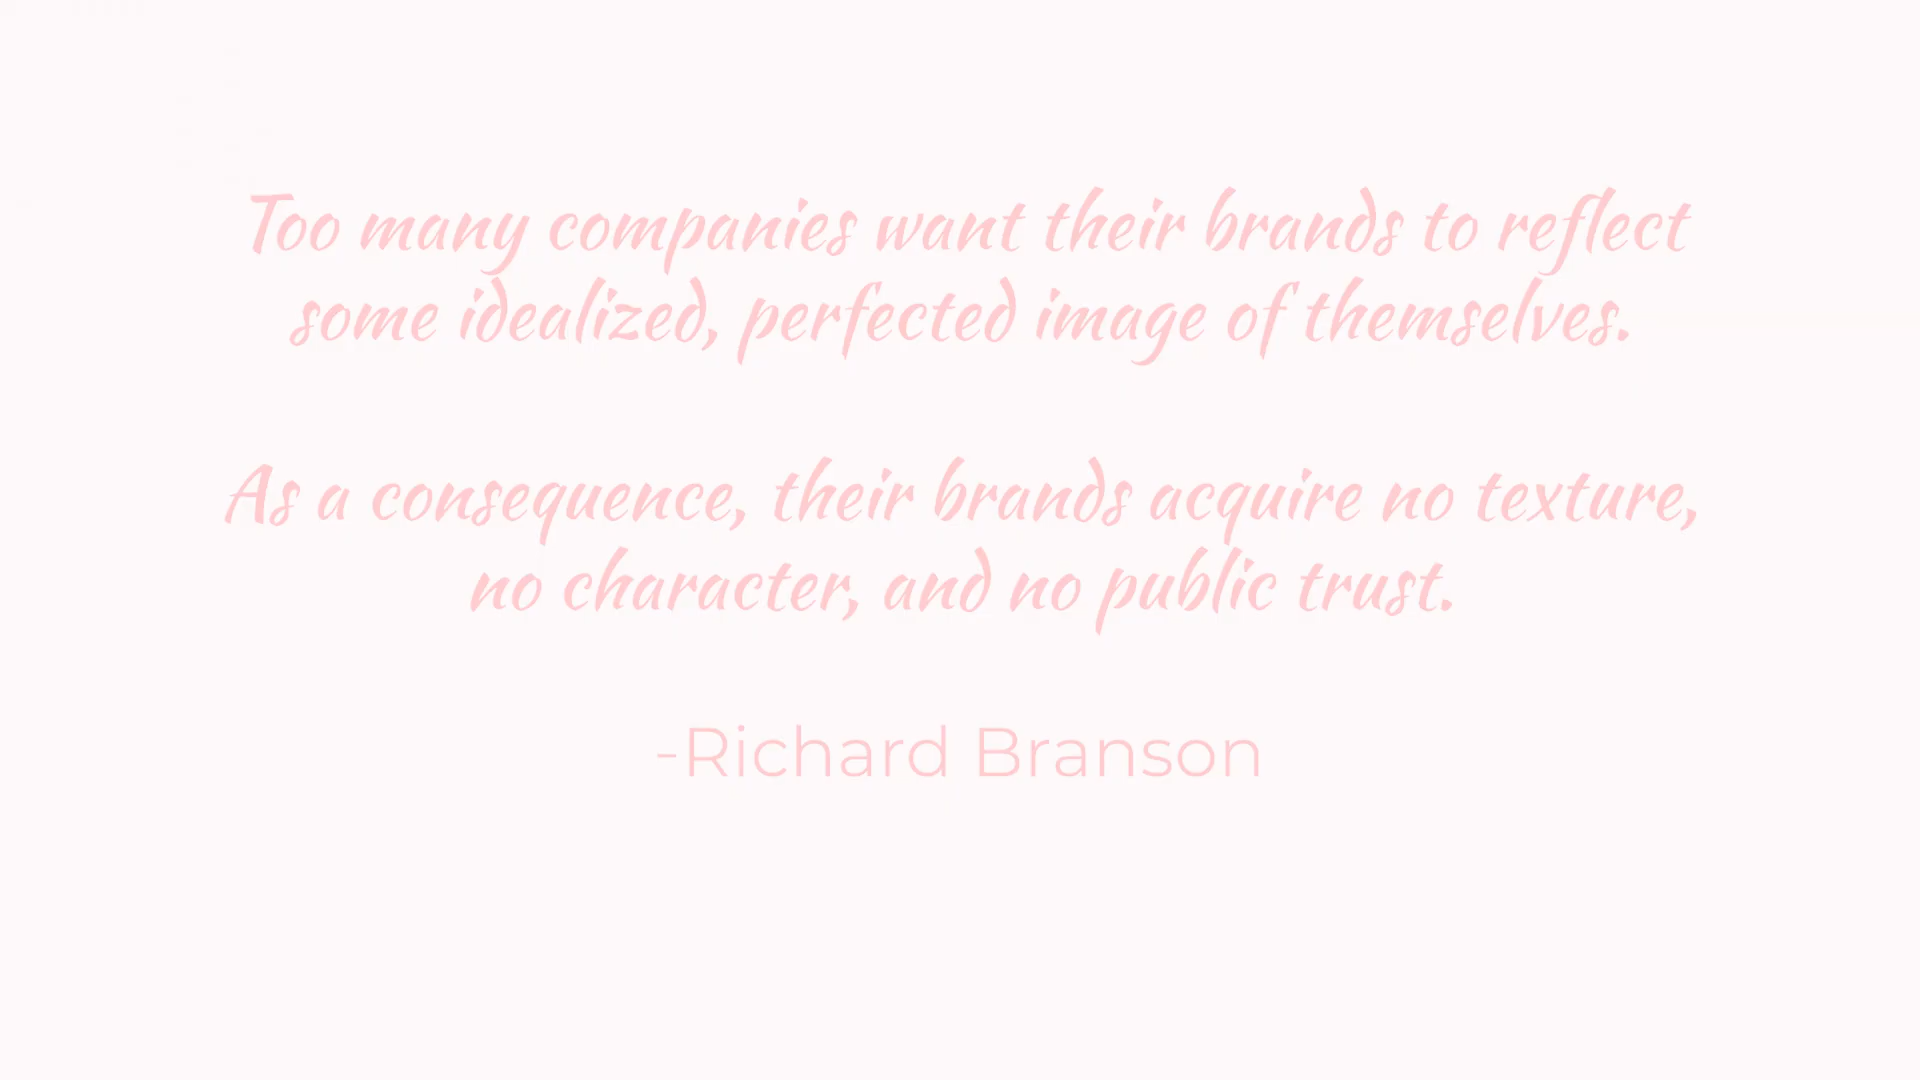 Too many companies want their brands to reflect
some idealized, perfected image of themselves.
As a consequence, their brands acquire no texture,
no character, and no public trust.
-Richard Branson